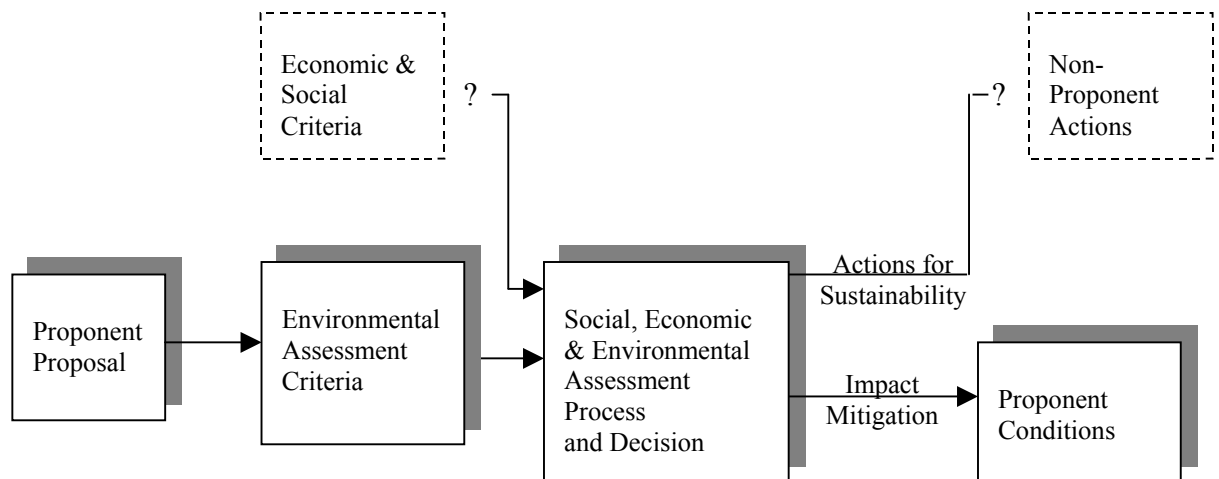 Economic &
Social
Criteria
?
?
Non-
Proponent
Actions
Proponent
Proposal
Environmental
Assessment
Criteria
Social, Economic
& Environmental
Assessment
Process
and Decision
Actions for
Sustainability
Impact
Mitigation
Proponent
Conditions